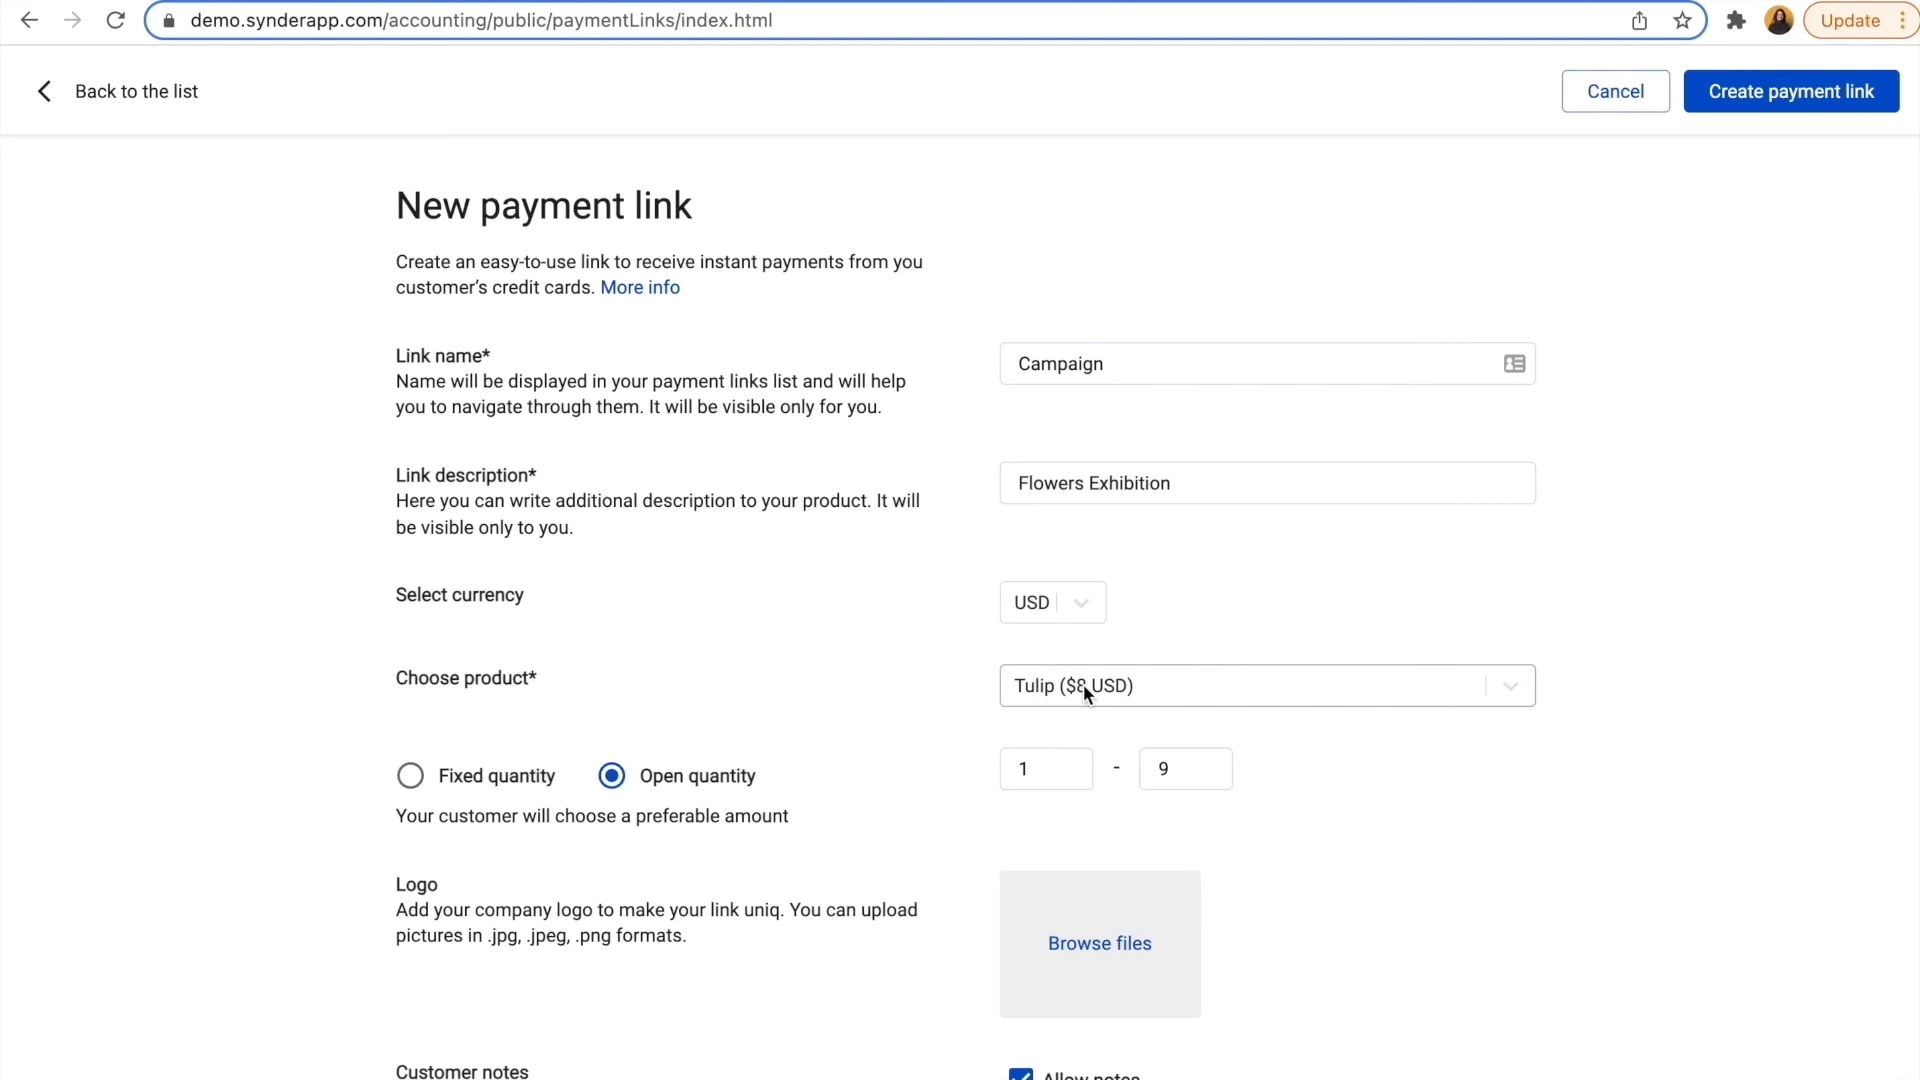 demo.synderapp.com/accounting/public/paymentLinks/index.html
Update
Back to the list
Cancel
Create payment link
New payment link
Create an easy-to-use link to receive instant payments from you
customer's credit cards. More info
Link name*
Name will be displayed in your payment links list and will help
you to navigate through them. It will be visible only for you.
Campaign
Link description*
Here you can write additional description to your product. It will
be visible only to you.
Flowers Exhibition
Select currency
USD
Choose product*
Tulip ($8 USD)
Fixed quantity
Open quantity
1 - 9
Your customer will choose a preferable amount
Logo
Add your company logo to make your link uniq. You can upload
pictures in .jpg, .jpeg, .png formats.
Browse files
Customer notes
Allow notes